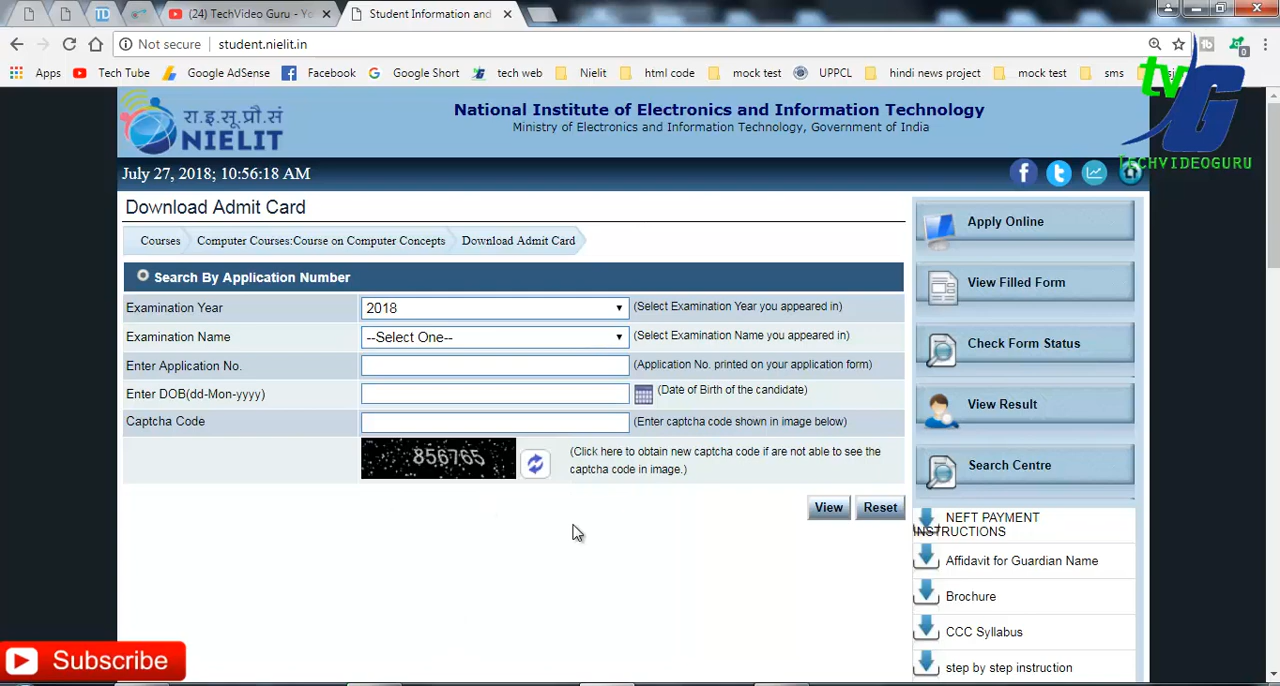 (24) TechVideo Guru - Yo
Student Information and
Not secure
student.nielit.in
Apps
Tech Tube
Google AdSense
Facebook
Google Short
tech web
Nielit
html code
mock test
UPPCL
hindi news project
mock test
sms
tvG
TECHVIDEOGURU
रा.इ.सू.प्रौ.सं
NIELIT
National Institute of Electronics and Information Technology
Ministry of Electronics and Information Technology, Government of India
July 27, 2018; 10:56:18 AM
Download Admit Card
Courses
Computer Courses:Course on Computer Concepts
Download Admit Card
Search By Application Number
Examination Year
2018
(Select Examination Year you appeared in)
Examination Name
--Select One--
(Select Examination Name you appeared in)
Enter Application No.
(Application No. printed on your application form)
Enter DOB(dd-Mon-yyyy)
(Date of Birth of the candidate)
Captcha Code
(Enter captcha code shown in image below)
856765
(Click here to obtain new captcha code if are not able to see the
captcha code in image.)
View
Reset
Apply Online
View Filled Form
Check Form Status
View Result
Search Centre
NEFT PAYMENT
INSTRUCTIONS
Affidavit for Guardian Name
Brochure
CCC Syllabus
step by step instruction
Subscribe